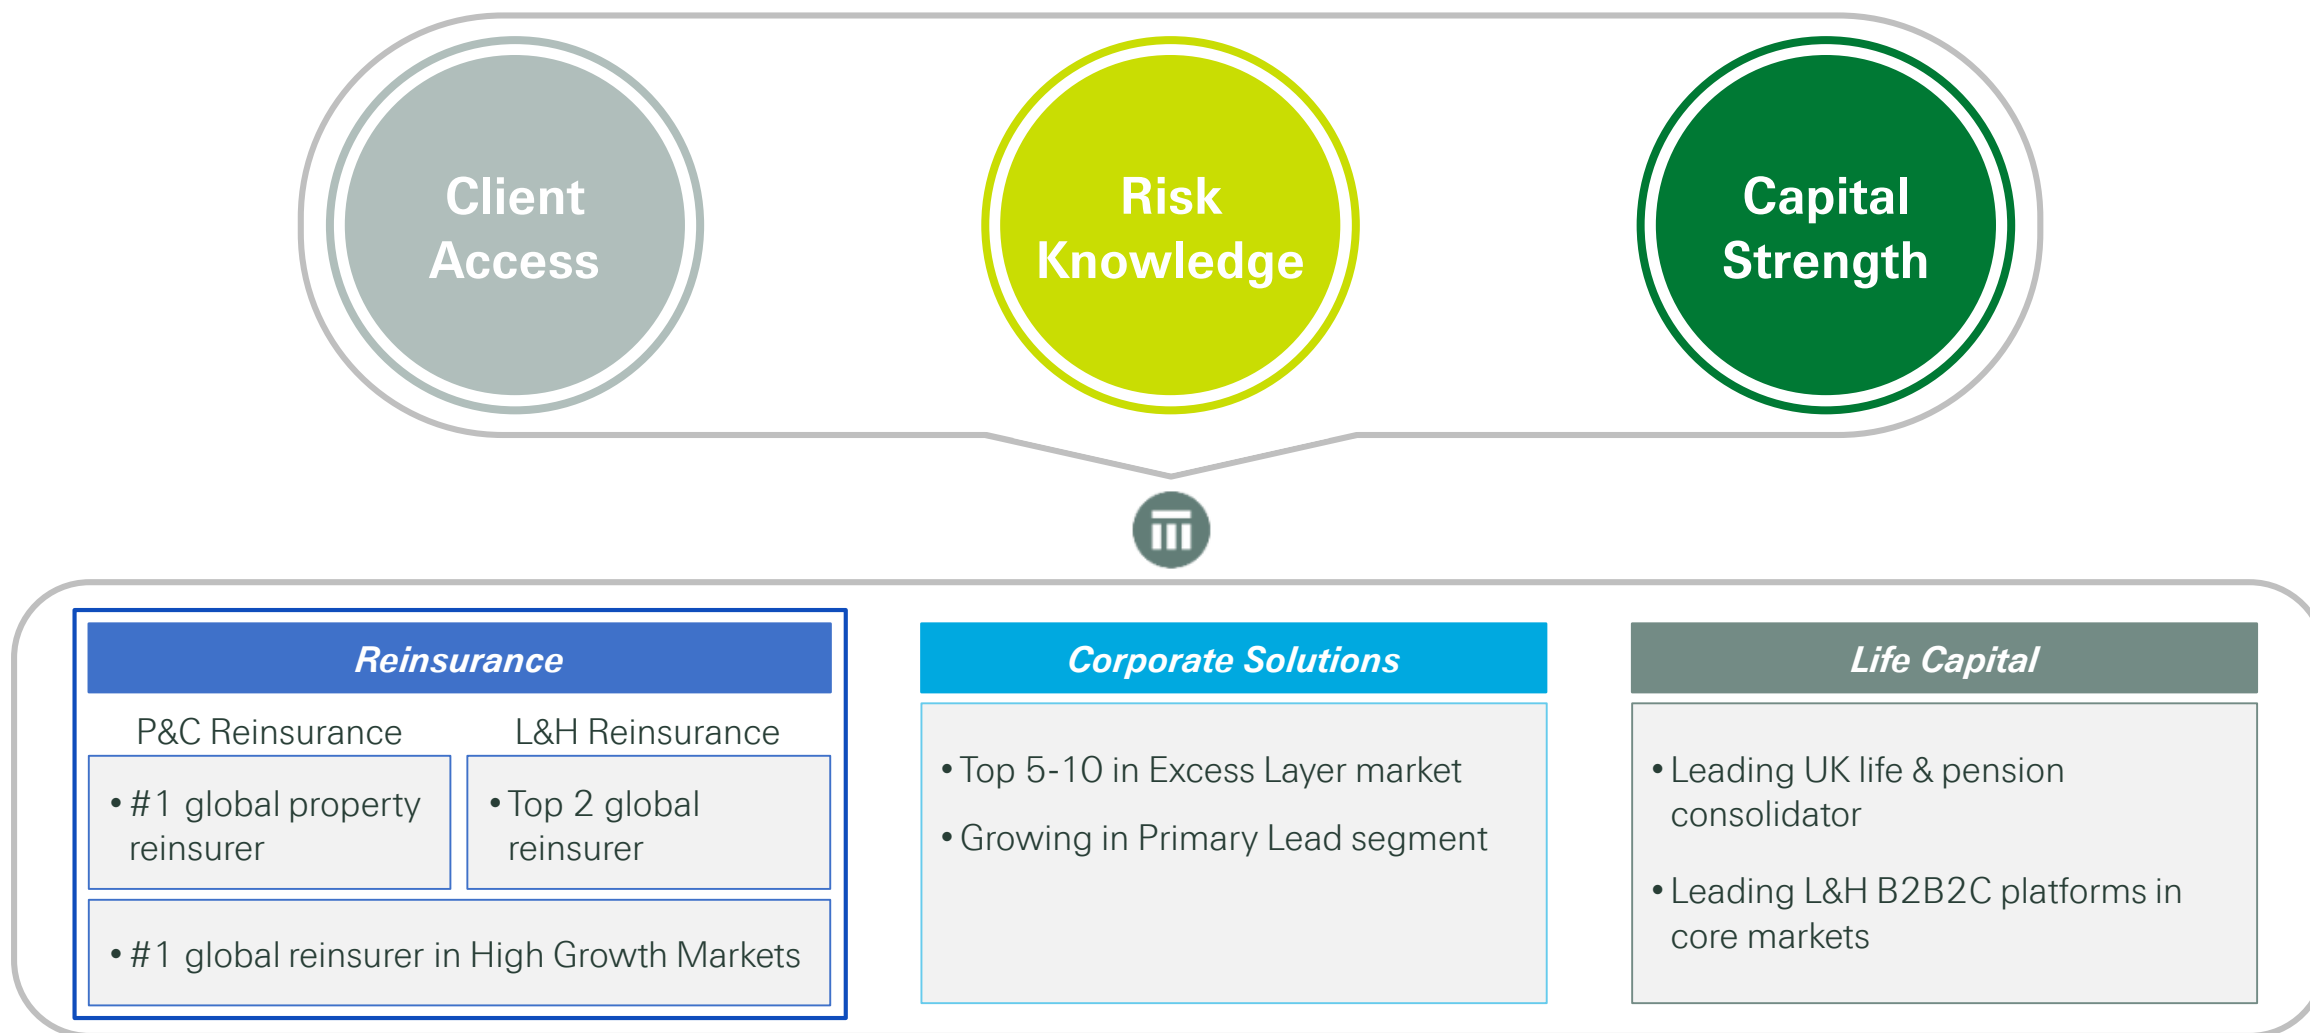 Client
Access
Risk
Knowledge
Capital
Strength
Reinsurance
P&C Reinsurance
L&H Reinsurance
• #1 global property
reinsurer
• Top 2 global
reinsurer
• #1 global reinsurer in High Growth Markets
Corporate Solutions
• Top 5-10 in Excess Layer market
• Growing in Primary Lead segment
Life Capital
• Leading UK life & pension
consolidator
• Leading L&H B2B2C platforms in
core markets